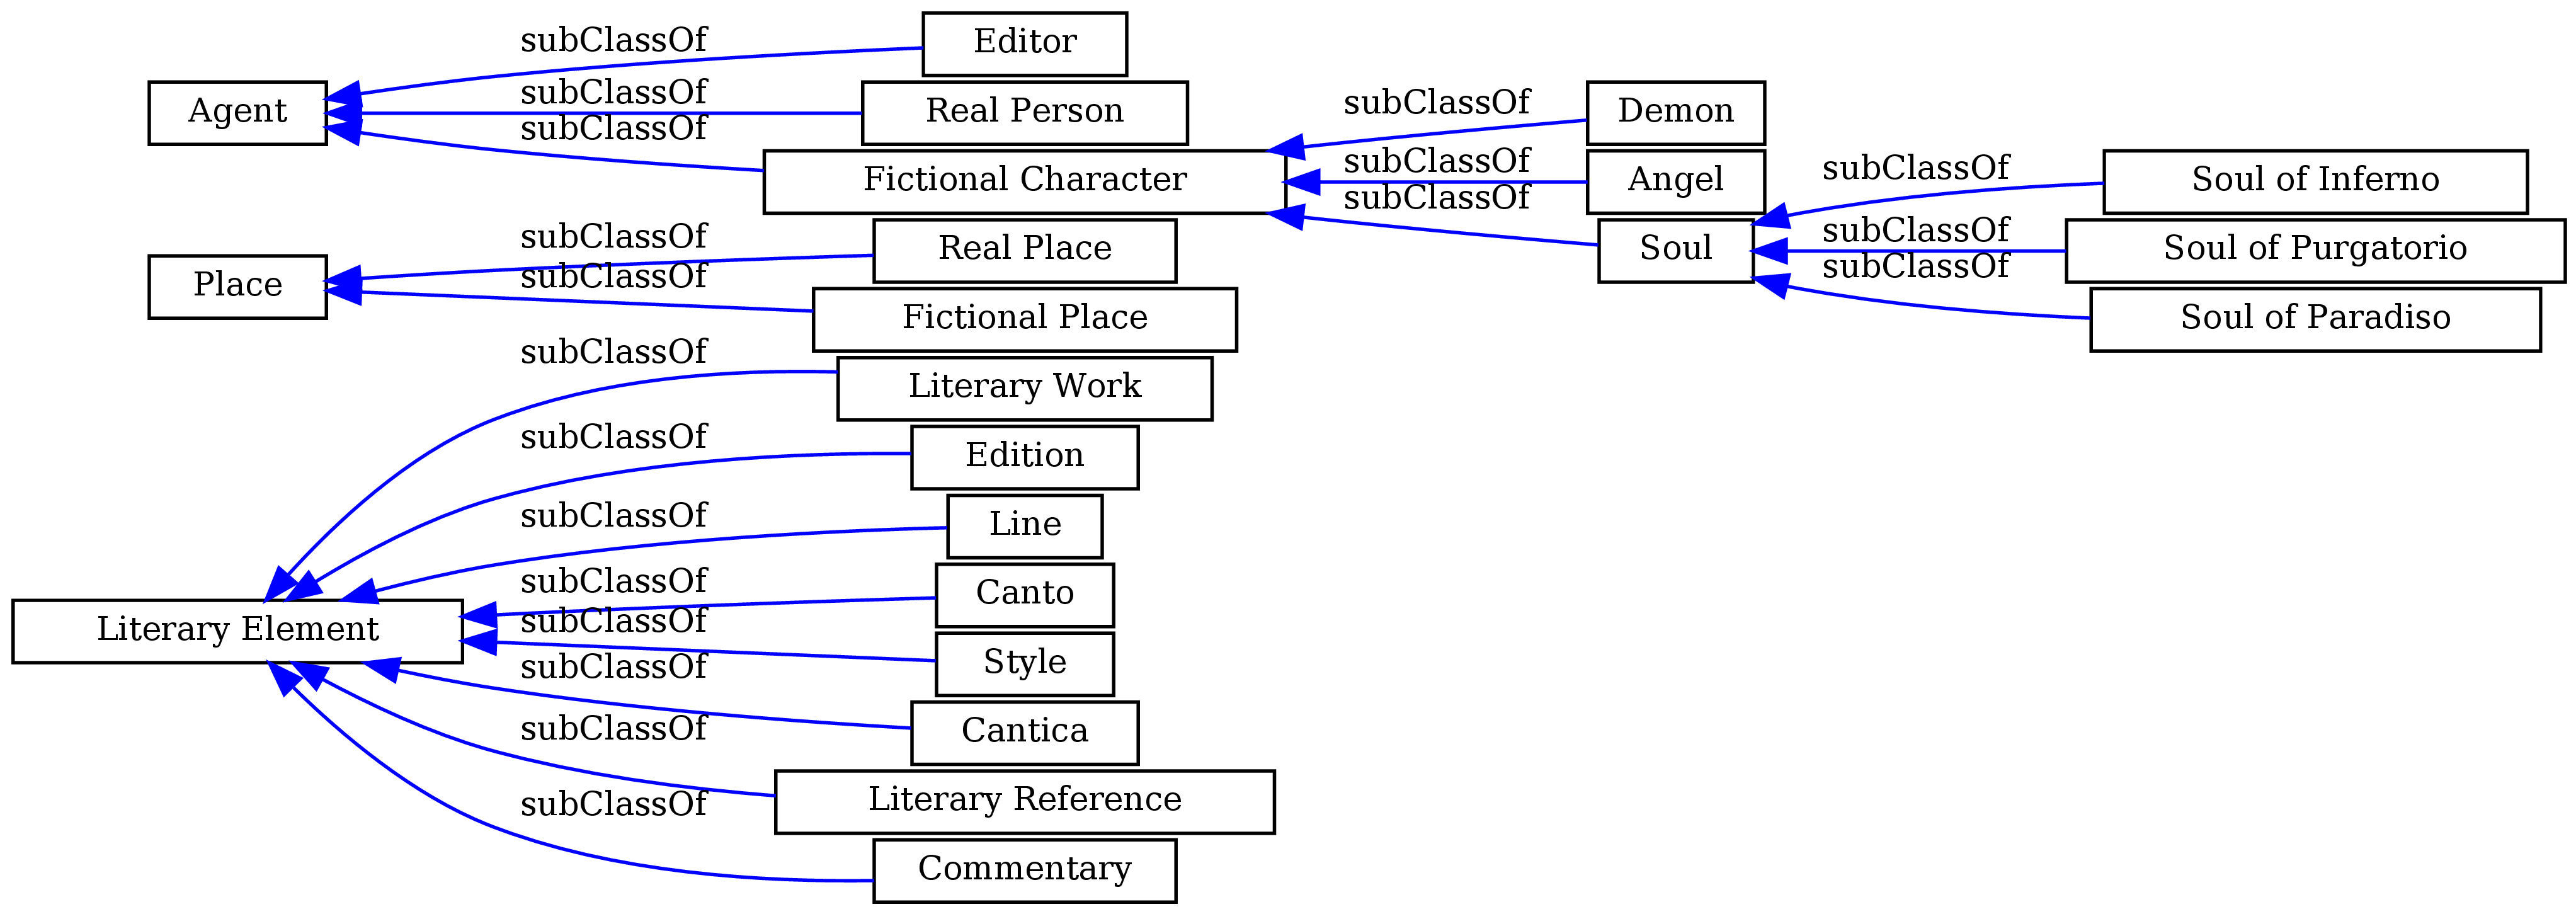 subClassOf
Editor
Agent
subClassOf
Real Person
subClassOf
Demon
subClassOf
subClassOf
Fictional Character
subClassOf
Angel
subClassOf
Soul of Inferno
subClassOf
Place
subClassOf
Real Place
Soul
subClassOf
Soul of Purgatorio
subClassOf
Fictional Place
subClassOf
Soul of Paradiso
subClassOf
Literary Work
subClassOf
Edition
subClassOf
Line
subClassOf
Canto
Literary Element
subClassOf
Style
subClassOf
Cantica
subClassOf
Literary Reference
subClassOf
Commentary